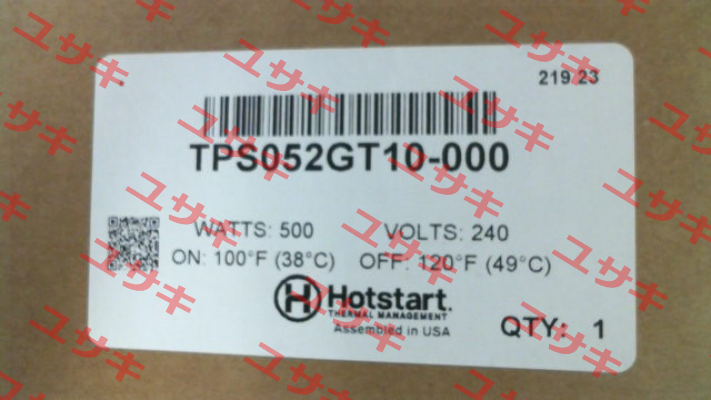 219 23
TPS052GT10-000
WATTS: 500 VOLTS: 240
ON: 100°F (38°C) OFF: 120°F (49°C)
H Hotstart.
THERMAL MANAGEMENT
Assembled in USA
QTY: 1
ユサキ